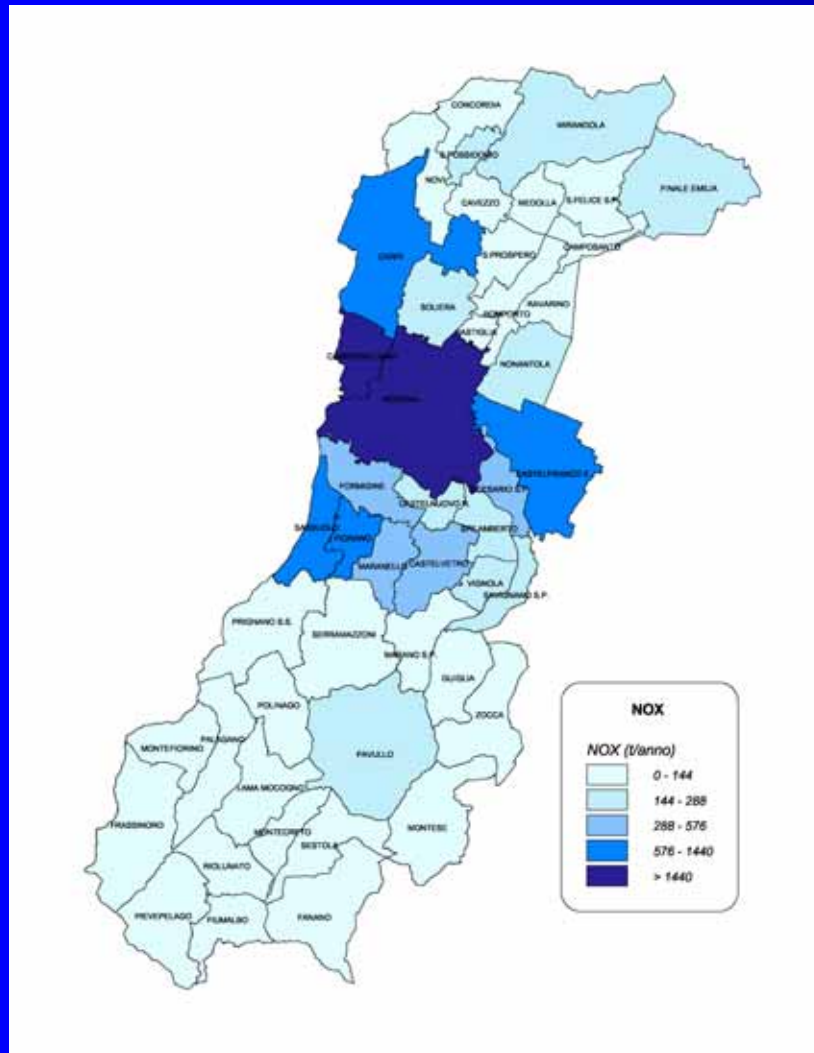 CONCORDIA
MIRANDOLA
S.POSSIDONIO
FINALE EMILIA
NOVI
CAVEZZO
MEDOLLA
S.FELICE S.P.
CAMPOSANTO
S.PROSPERO
CARPI
RAVARINO
SOLIERA
BOMPORTO
BASTIGLIA
NONANTOLA
MODENA
CASTELFRANCO E.
FORMIGINE
CASTELNUOVO R.
S.CESARIO S.P.
SASSUOLO
FIORANO
SPILAMBERTO
MARANELLO
CASTELVETRO
VIGNOLA
SAVIGNANO S.P.
PRIGNANO S.S.
SERRAMAZZONI
MARANO S.P.
GUIGLIA
POLINAGO
ZOCCA
PALAGANO
MONTEFIORINO
PAVULLO
LAMA MOCOGNO
FRASSINORO
MONTECRETO
MONTESE
SESTOLA
RIOLUNATO
PIEVEPELAGO
FIUMALBO
FANANO
NOX
NOX (t/anno)
0 - 144
144 - 288
288 - 576
576 - 1440
> 1440